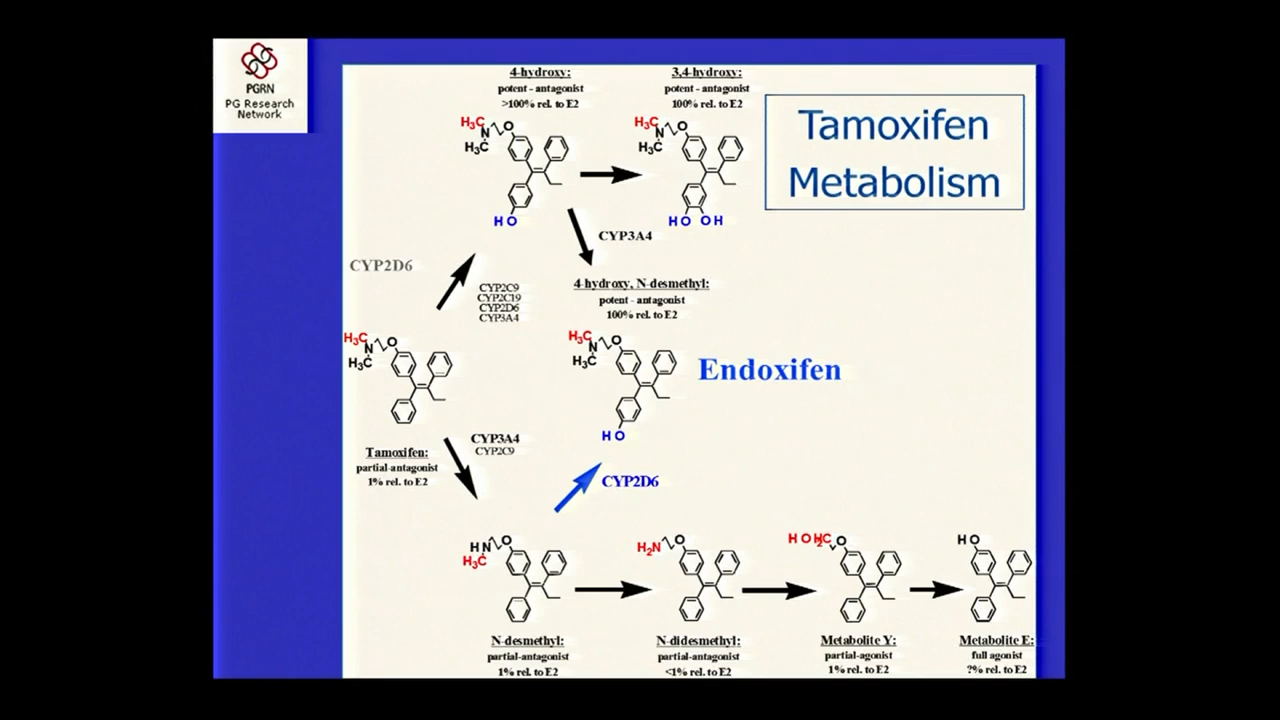 PGRN
PG Research
Network
Tamoxifen
Metabolism
4-hydroxy:
potent - antagonist
>100% rel. to E2
H₃C
N
O
H₃C
HO
3,4-hydroxy:
potent - antagonist
100% rel. to E2
H₃C
N
O
H₃C
HO OH
CYP3A4
CYP2D6
CYP2C9
CYP2C19
CYP2D6
CYP3A4
4-hydroxy, N-desmethyl:
potent - antagonist
100% rel. to E2
H₃C
N
O
H₃C
HO
Endoxifen
H₃C
N
O
H₃C
Tamoxifen:
partial-antagonist
1% rel. to E2
CYP3A4
CYP2C9
CYP2D6
HN
O
H₃C
N-desmethyl:
partial-antagonist
1% rel. to E2
H₂N
O
N-didesmethyl:
partial-antagonist
<1% rel. to E2
HOH₂C
O
Metabolite Y:
partial-agonist
1% rel. to E2
HO
Metabolite E:
full agonist
?% rel. to E2